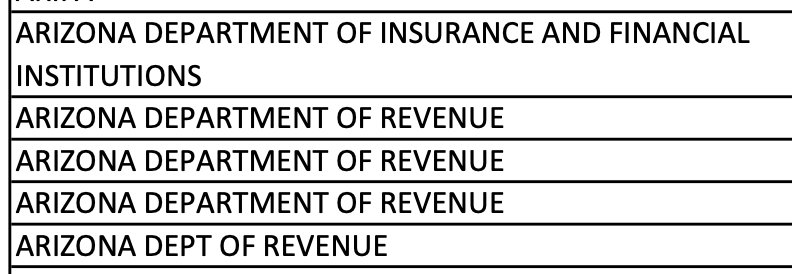 ARIZONA DEPARTMENT OF INSURANCE AND FINANCIAL
INSTITUTIONS
ARIZONA DEPARTMENT OF REVENUE
ARIZONA DEPARTMENT OF REVENUE
ARIZONA DEPARTMENT OF REVENUE
ARIZONA DEPT OF REVENUE